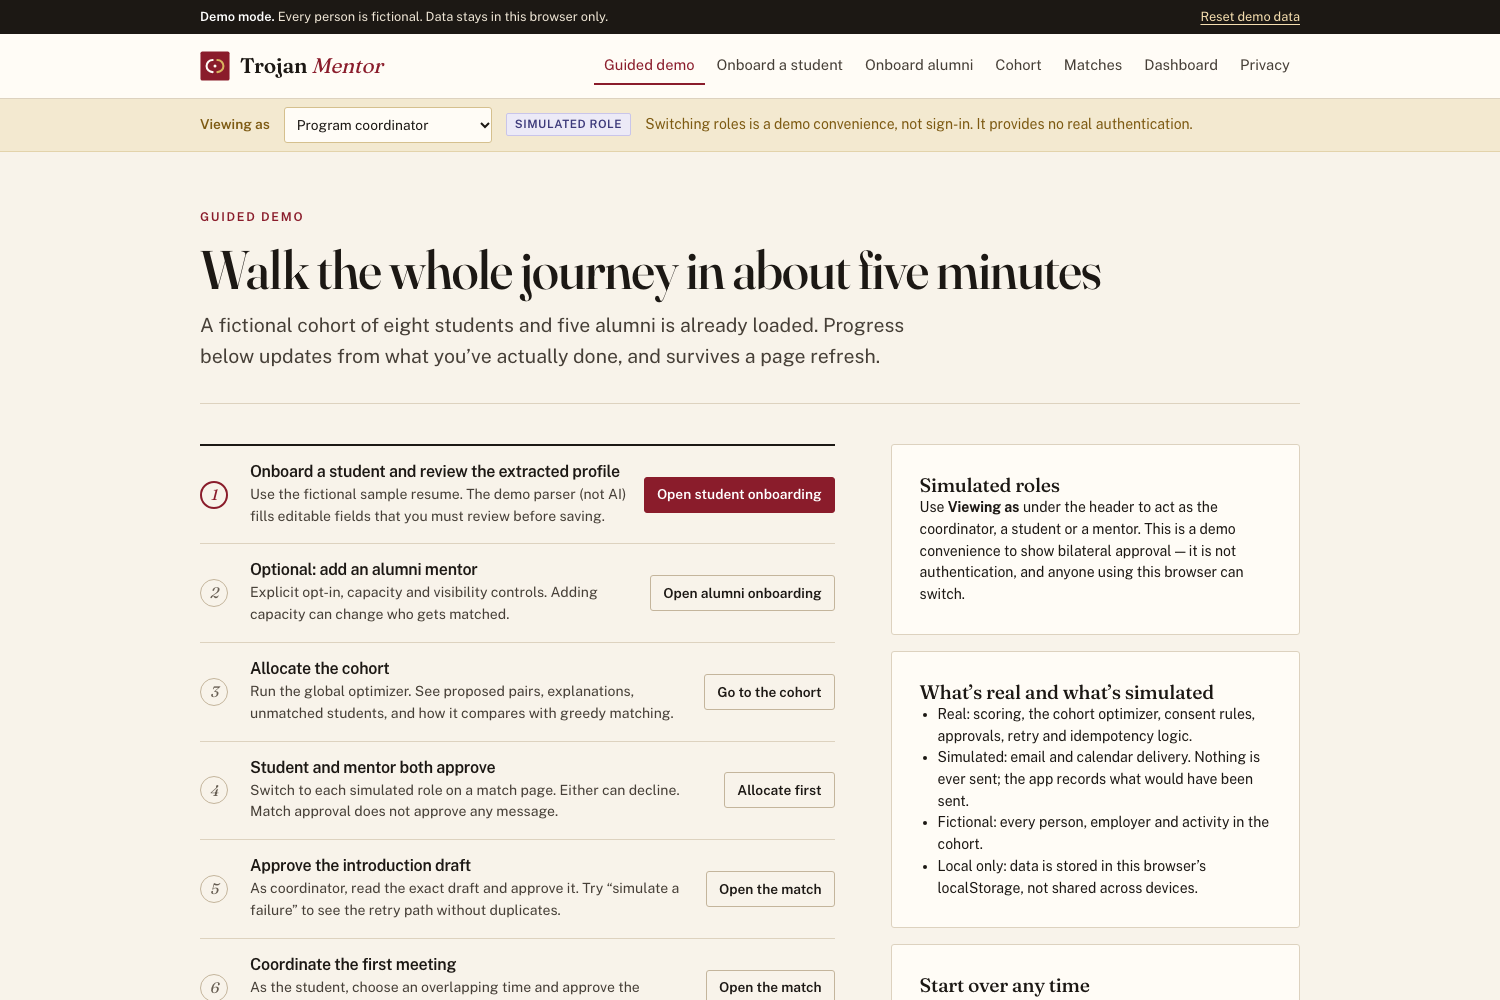 Demo mode. Every person is fictional. Data stays in this browser only.
Reset demo data
Trojan Mentor
Guided demo
Onboard a student
Onboard alumni
Cohort
Matches
Dashboard
Privacy
Viewing as
Program coordinator
SIMULATED ROLE
Switching roles is a demo convenience, not sign-in. It provides no real authentication.
GUIDED DEMO
Walk the whole journey in about five minutes
A fictional cohort of eight students and five alumni is already loaded. Progress
below updates from what you’ve actually done, and survives a page refresh.
1
Onboard a student and review the extracted profile
Use the fictional sample resume. The demo parser (not AI)
fills editable fields that you must review before saving.
Open student onboarding
2
Optional: add an alumni mentor
Explicit opt-in, capacity and visibility controls. Adding
capacity can change who gets matched.
Open alumni onboarding
3
Allocate the cohort
Run the global optimizer. See proposed pairs, explanations,
unmatched students, and how it compares with greedy matching.
Go to the cohort
4
Student and mentor both approve
Switch to each simulated role on a match page. Either can decline.
Match approval does not approve any message.
Allocate first
5
Approve the introduction draft
As coordinator, read the exact draft and approve it. Try “simulate a
failure” to see the retry path without duplicates.
Open the match
6
Coordinate the first meeting
As the student, choose an overlapping time and approve the
Open the match
Simulated roles
Use Viewing as under the header to act as the
coordinator, a student or a mentor. This is a demo
convenience to show bilateral approval — it is not
authentication, and anyone using this browser can
switch.
What’s real and what’s simulated
• Real: scoring, the cohort optimizer, consent rules,
approvals, retry and idempotency logic.
• Simulated: email and calendar delivery. Nothing is
ever sent; the app records what would have been
sent.
• Fictional: every person, employer and activity in the
cohort.
• Local only: data is stored in this browser’s
localStorage, not shared across devices.
Start over any time